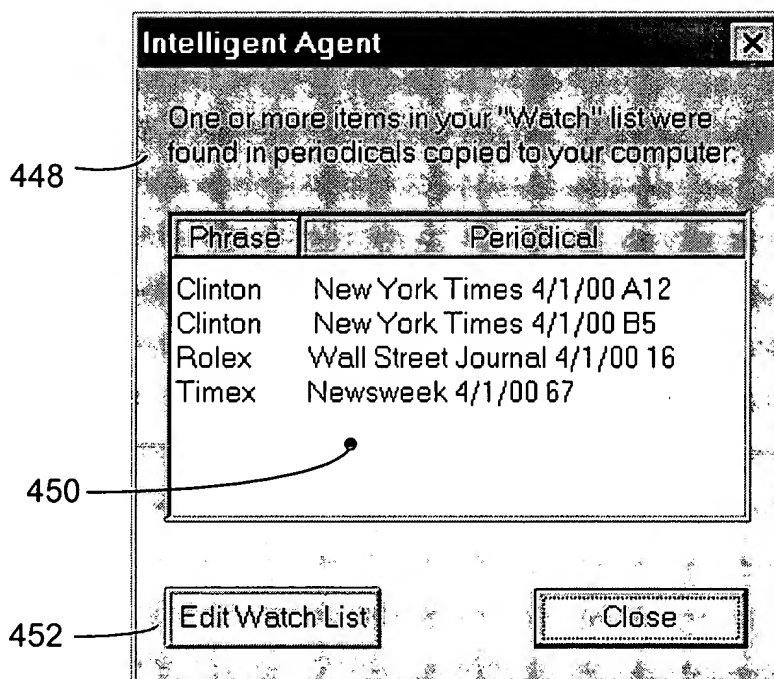 Intelligent Agent
One or more items in your "Watch" list were
found in periodicals copied to your computer:
448
Phrase Periodical
Clinton New York Times 4/1/00 A12
Clinton New York Times 4/1/00 B5
Rolex Wall Street Journal 4/1/00 16
Timex Newsweek 4/1/00 67
450
Edit Watch List Close
452